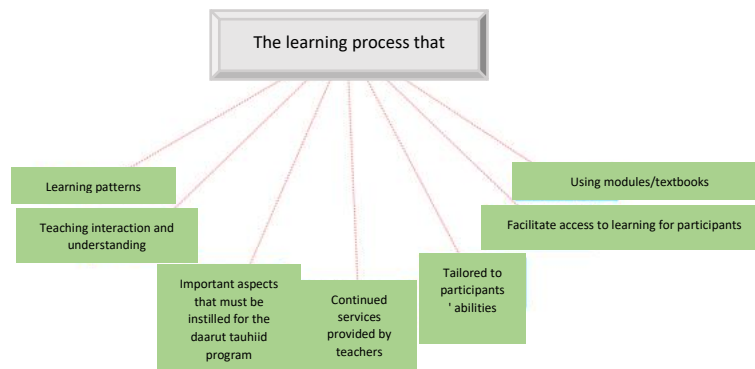 The learning process that
Learning patterns
Teaching interaction and
understanding
Important aspects
that must be
instilled for the
daarut tauhiid
program
Continued
services
provided by
teachers
Tailored to
participants
' abilities
Facilitate access to learning for participants
Using modules/textbooks